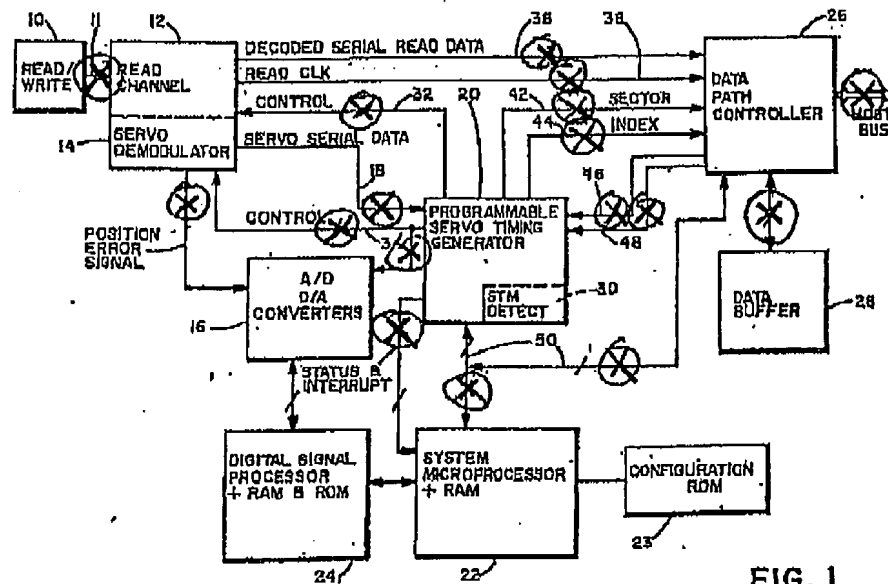 10
11
12
36
38
26
READ/
WRITE
READ
CHANNEL
DECODED SERIAL READ DATA
READ CLK
CONTROL
32
20
42
SECTOR
44
INDEX
DATA
PATH
CONTROLLER
HOST
BUS
14
SERVO
DEMODULATOR
SERVO SERIAL DATA
18
CONTROL
POSITION
ERROR
SIGNAL
PROGRAMMABLE
SERVO TIMING
GENERATOR
46
48
A/D
D/A
CONVERTERS
16
STM
DETECT
30
DATA
BUFFER
28
STATUS &
INTERRUPT
50
DIGITAL SIGNAL
PROCESSOR
+ RAM & ROM
24
SYSTEM
MICROPROCESSOR
+ RAM
22
CONFIGURATION
ROM
23
FIG. 1